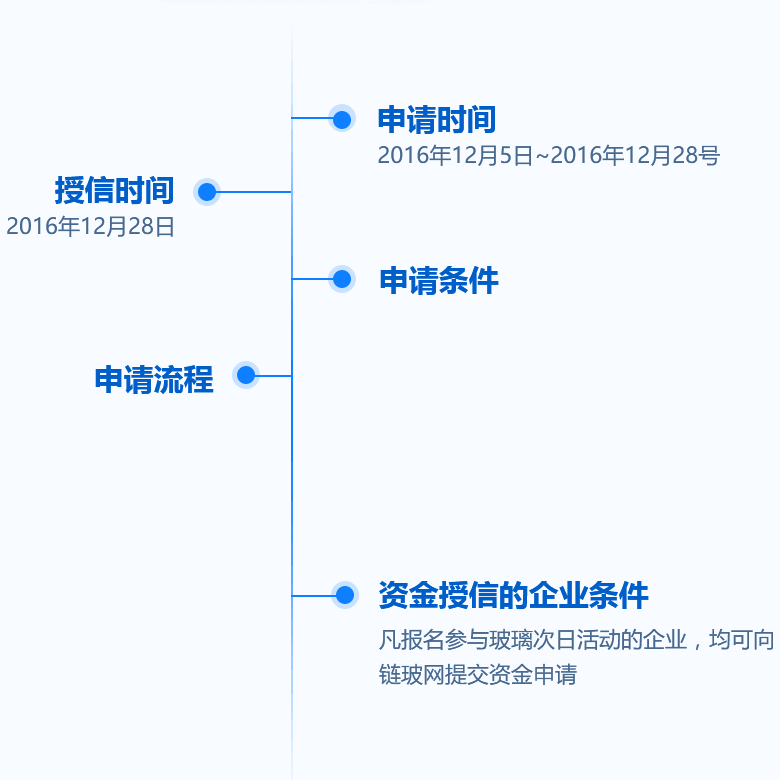 申请时间
2016年12月5日~2016年12月28号
授信时间
2016年12月28日
申请条件
申请流程
资金授信的企业条件
凡报名参与玻璃次日活动的企业，均可向
链玻网提交资金申请